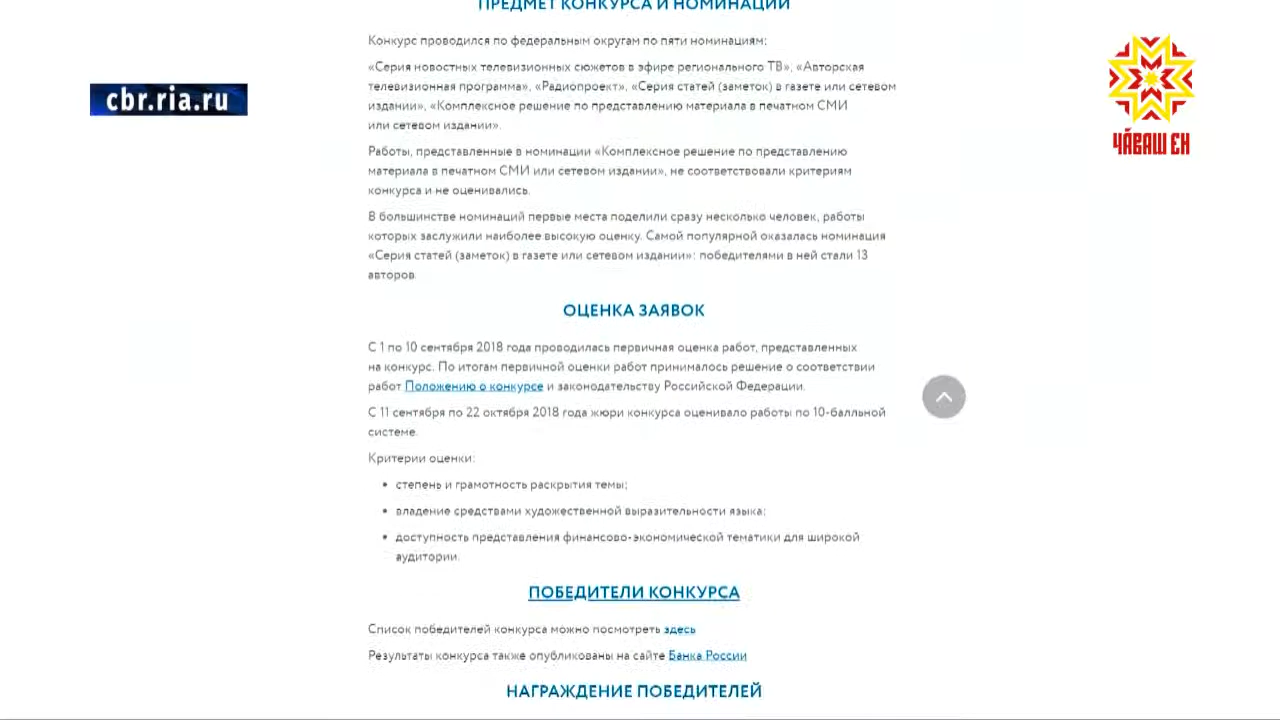 ПРЕДМЕТ КОНКУРСА И НОМИНАЦИИ
Конкурс проводился по федеральным округам по пяти номинациям:
cbr.ria.ru
«Серия новостных телевизионных сюжетов в эфире регионального ТВ», «Авторская
телевизионная программа», «Радиопроект», «Серия статей (заметок) в газете или сетевом
издании», «Комплексное решение по представлению материала в печатном СМИ
или сетевом издании».
ЧĂВАШ ЕН
Работы, представленные в номинации «Комплексное решение по представлению
материала в печатном СМИ или сетевом издании», не соответствовали критериям
конкурса и не оценивались.
В большинстве номинаций первые места поделили сразу несколько человек, работы
которых заслужили наиболее высокую оценку. Самой популярной оказалась номинация
«Серия статей (заметок) в газете или сетевом издании»: победителями в ней стали 13
авторов.
ОЦЕНКА ЗАЯВОК
С 1 по 10 сентября 2018 года проводилась первичная оценка работ, представленных
на конкурс. По итогам первичной оценки работ принималось решение о соответствии
работ Положению о конкурсе и законодательству Российской Федерации.
С 11 сентября по 22 октября 2018 года жюри конкурса оценивало работы по 10-балльной
системе.
Критерии оценки:
• степень и грамотность раскрытия темы;
• владение средствами художественной выразительности языка;
• доступность представления финансово-экономической тематики для широкой
аудитории.
ПОБЕДИТЕЛИ КОНКУРСА
Список победителей конкурса можно посмотреть здесь
Результаты конкурса также опубликованы на сайте Банка России
НАГРАЖДЕНИЕ ПОБЕДИТЕЛЕЙ